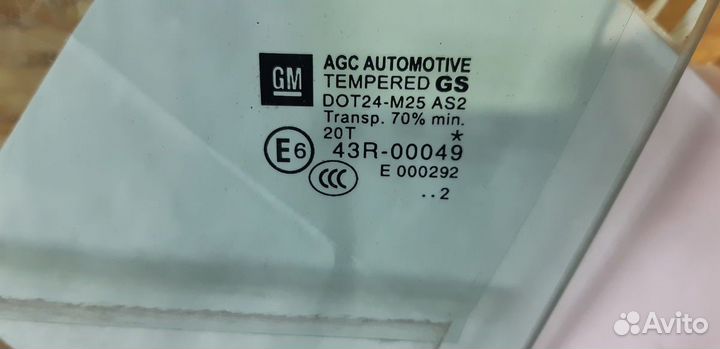 GM
AGC AUTOMOTIVE
TEMPERED GS
DOT24-M25 AS2
Transp. 70% min.
20T *
E6 43R-00049
CCC E 000292
..2
Avito